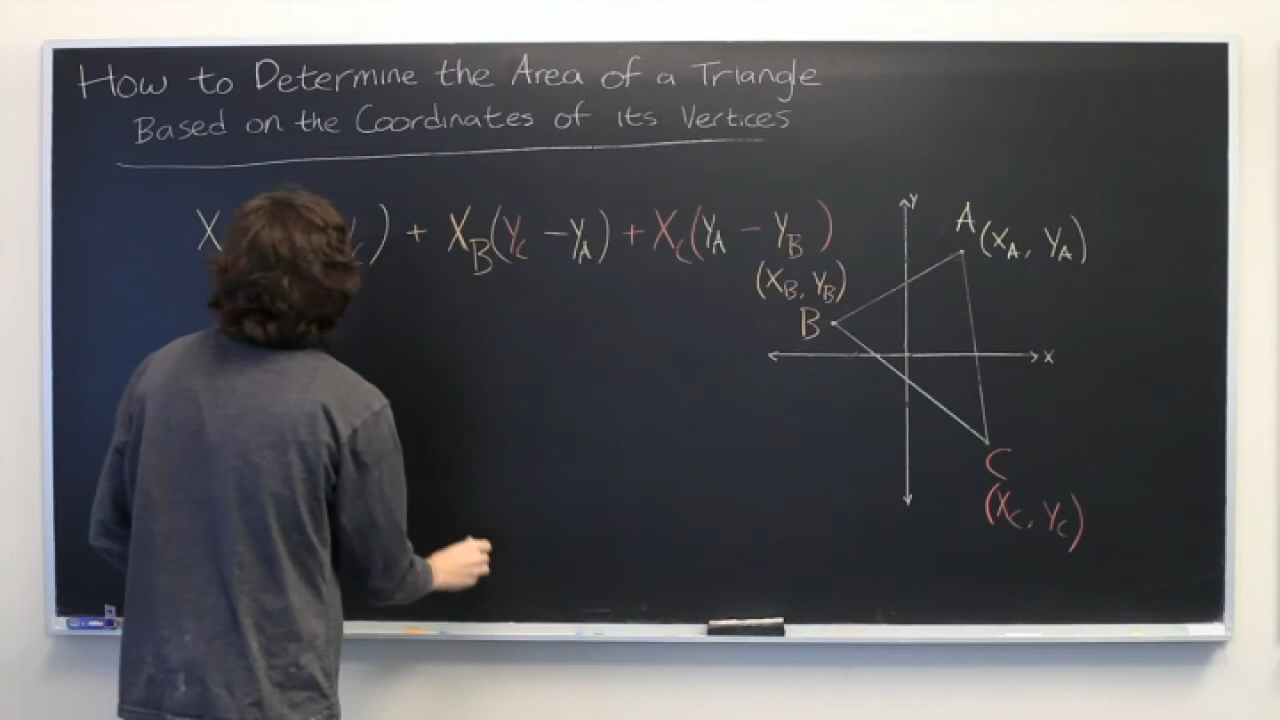 How to Determine the Area of a Triangle
Based on the Coordinates of its Vertices
X ) + X_B(Y_C - Y_A) + X_C(Y_A - Y_B)
Y
A (X_A, Y_A)
(X_B, Y_B)
B
X
C
(X_C, Y_C)